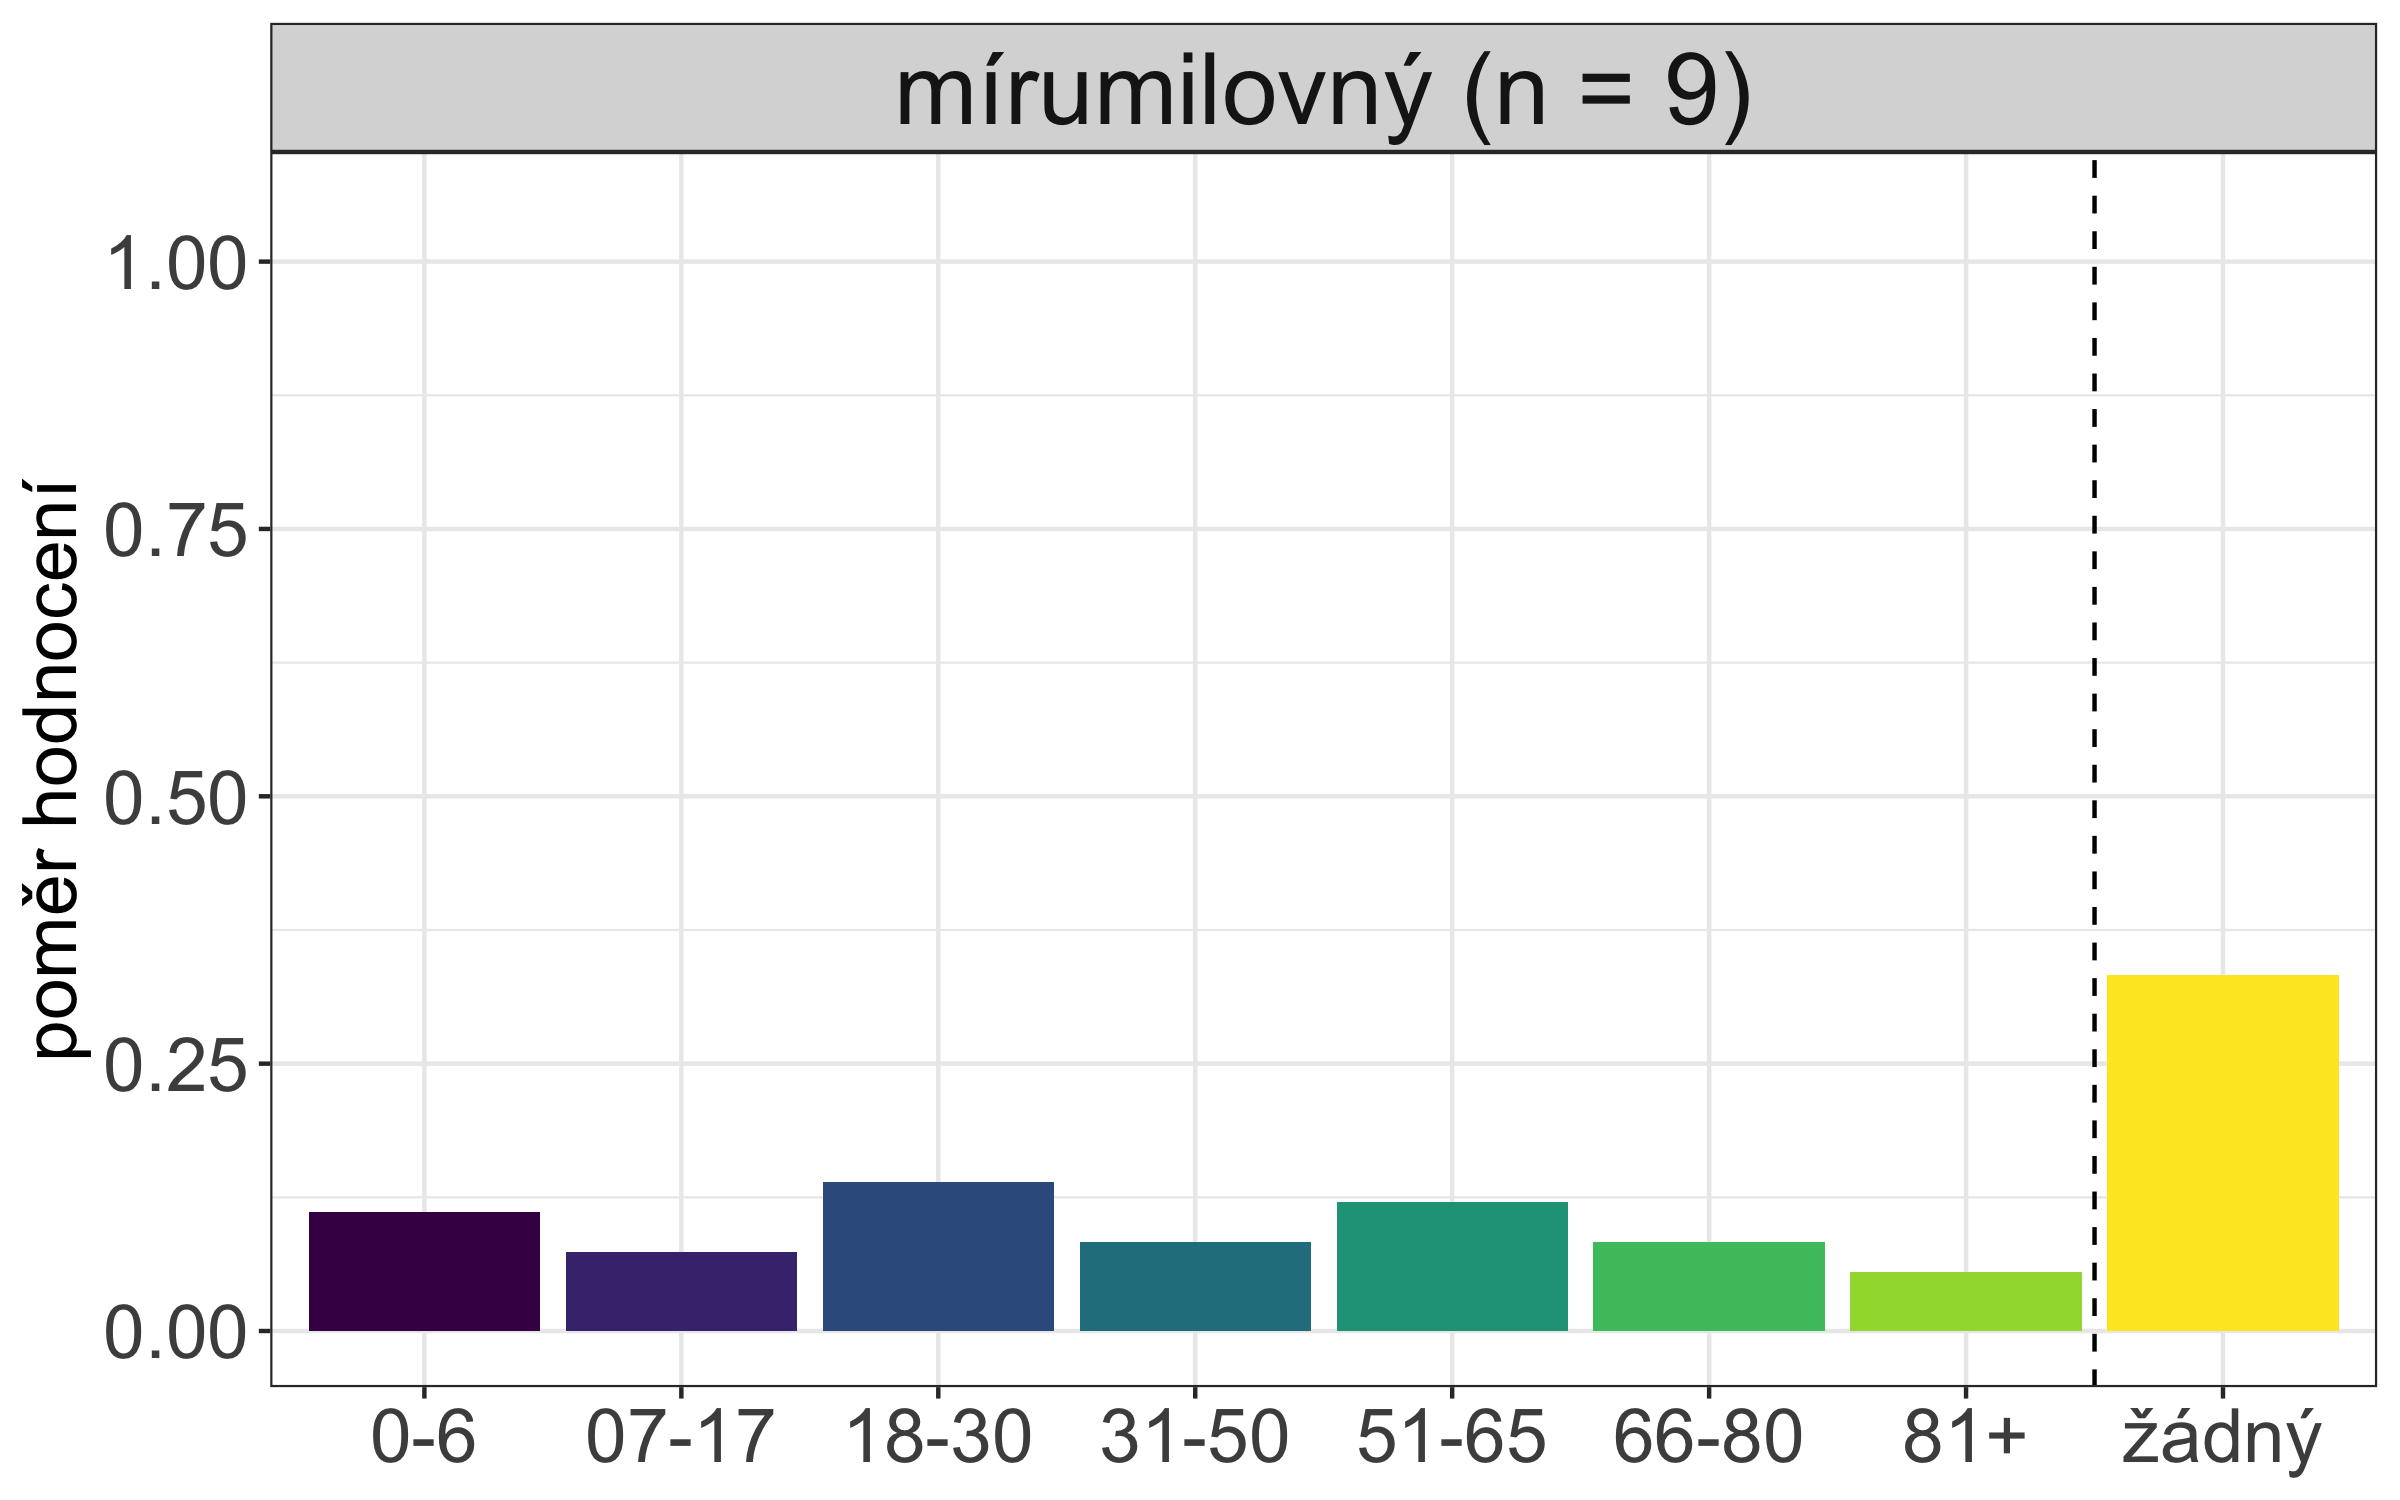 mírumilovný (n = 9)
poměr hodnocení
1.00
0.75
0.50
0.25
0.00
0-6 07-17 18-30 31-50 51-65 66-80 81+ žádný